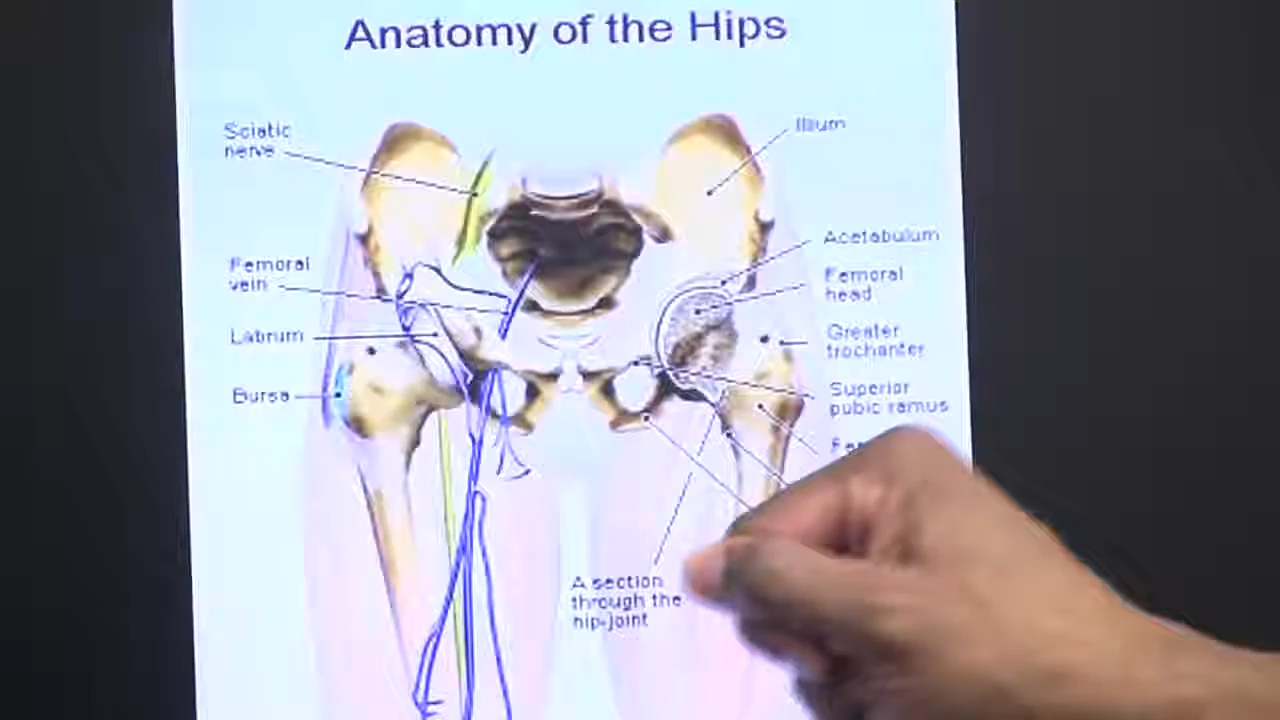 Anatomy of the Hips
Sciatic
nerve
Illium
Acetabulum
Femoral
vein
Femoral
head
Labrum
Greater
trochanter
Bursa
Superior
pubic ramus
A section
through the
hip-joint